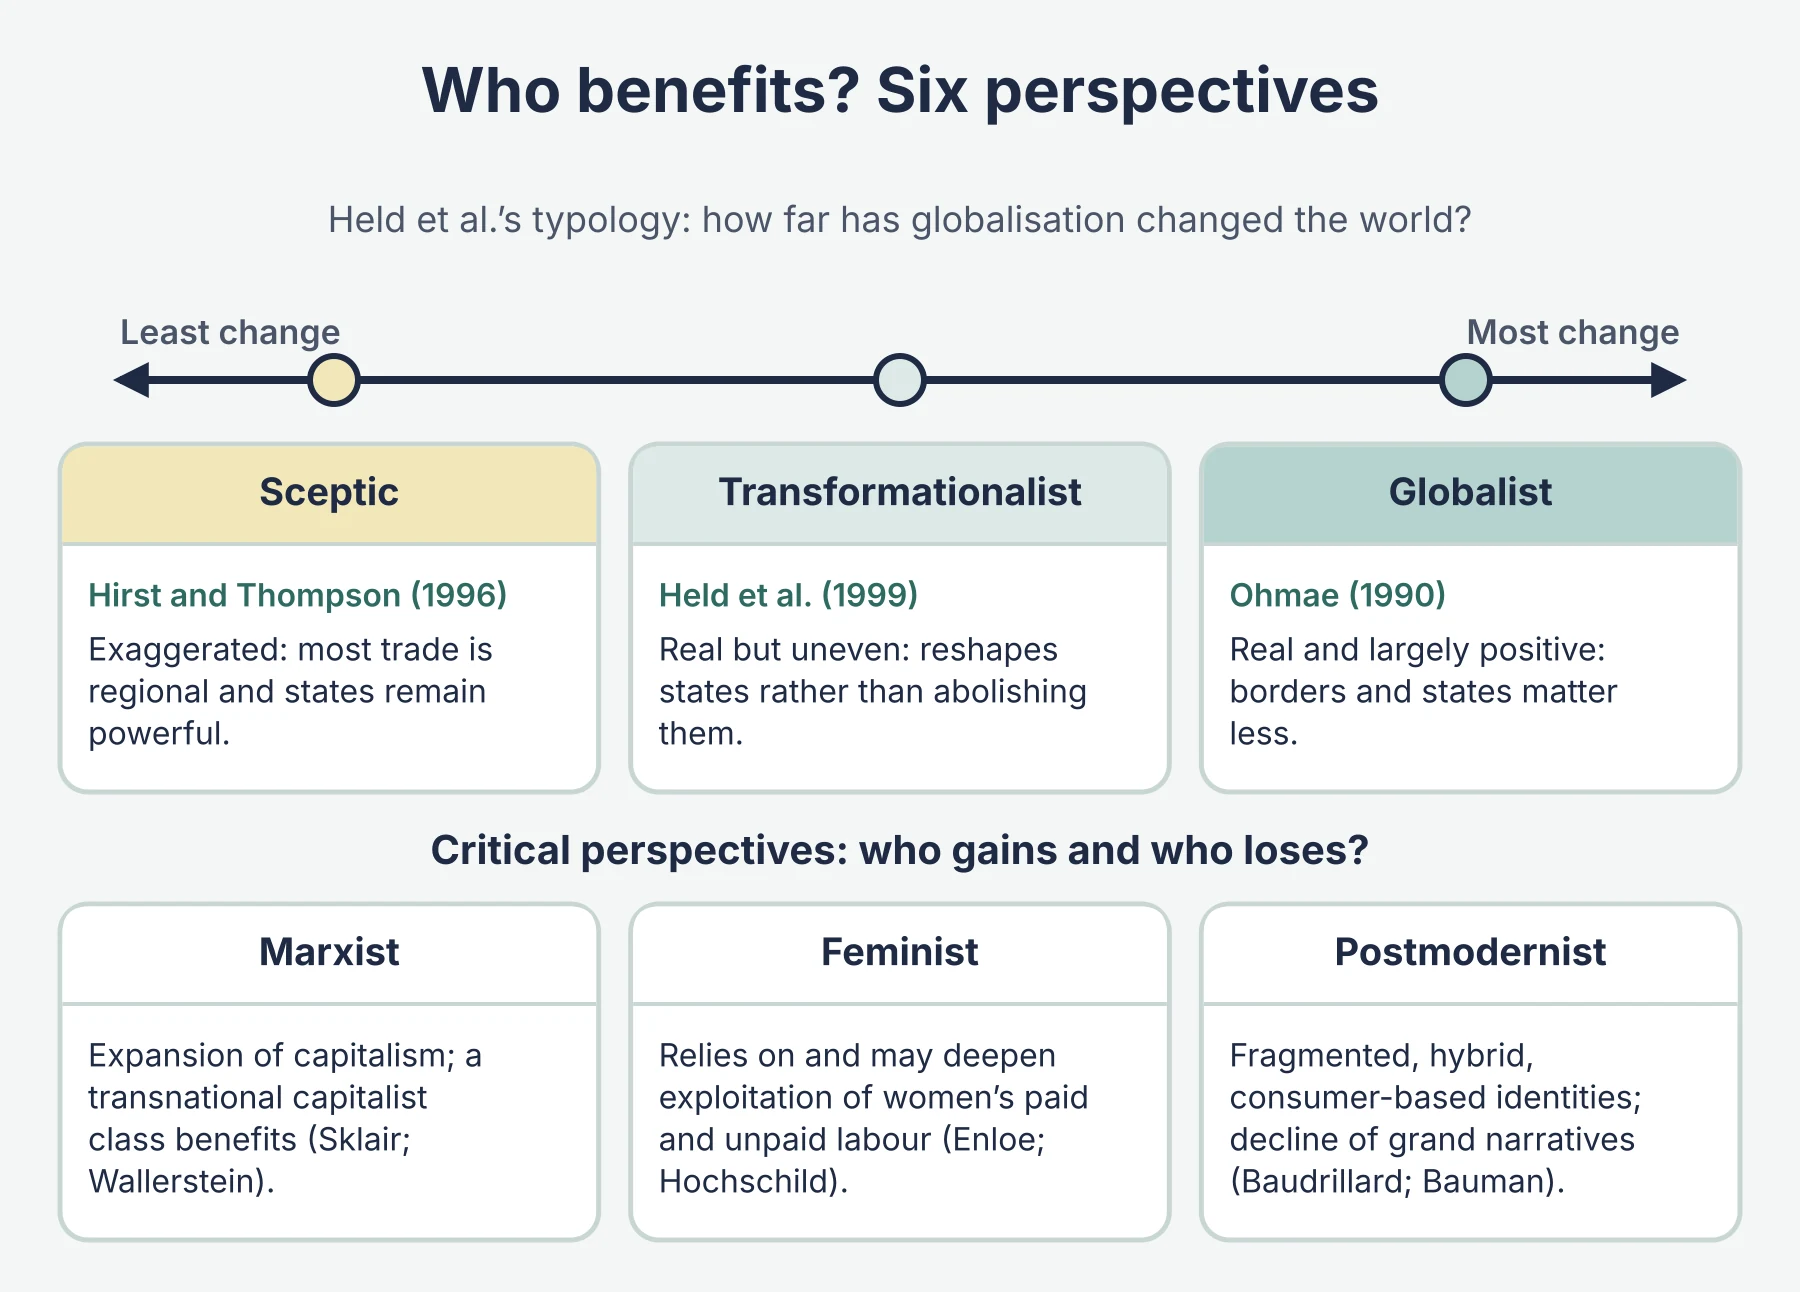 Who benefits? Six perspectives
Held et al.’s typology: how far has globalisation changed the world?
Least change
Most change
Sceptic
Hirst and Thompson (1996)
Exaggerated: most trade is
regional and states remain
powerful.
Transformationalist
Held et al. (1999)
Real but uneven: reshapes
states rather than abolishing
them.
Globalist
Ohmae (1990)
Real and largely positive:
borders and states matter
less.
Critical perspectives: who gains and who loses?
Marxist
Expansion of capitalism; a
transnational capitalist
class benefits (Sklair;
Wallerstein).
Feminist
Relies on and may deepen
exploitation of women’s paid
and unpaid labour (Enloe;
Hochschild).
Postmodernist
Fragmented, hybrid,
consumer-based identities;
decline of grand narratives
(Baudrillard; Bauman).